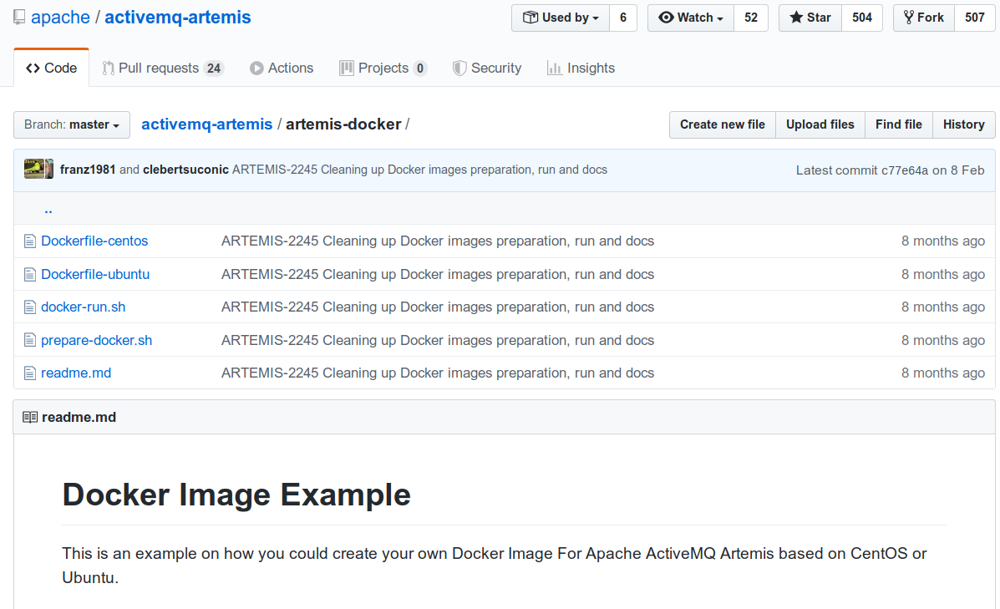 apache / activemq-artemis Used by 6 Watch 52 Star 504 Fork 507
Code Pull requests 24 Actions Projects 0 Security Insights
Branch: master activemq-artemis / artemis-docker / Create new file Upload files Find file History
franz1981 and clebertsuconic ARTEMIS-2245 Cleaning up Docker images preparation, run and docs Latest commit c77e64a on 8 Feb
..
Dockerfile-centos ARTEMIS-2245 Cleaning up Docker images preparation, run and docs 8 months ago
Dockerfile-ubuntu ARTEMIS-2245 Cleaning up Docker images preparation, run and docs 8 months ago
docker-run.sh ARTEMIS-2245 Cleaning up Docker images preparation, run and docs 8 months ago
prepare-docker.sh ARTEMIS-2245 Cleaning up Docker images preparation, run and docs 8 months ago
readme.md ARTEMIS-2245 Cleaning up Docker images preparation, run and docs 8 months ago
readme.md
Docker Image Example
This is an example on how you could create your own Docker Image For Apache ActiveMQ Artemis based on CentOS or
Ubuntu.